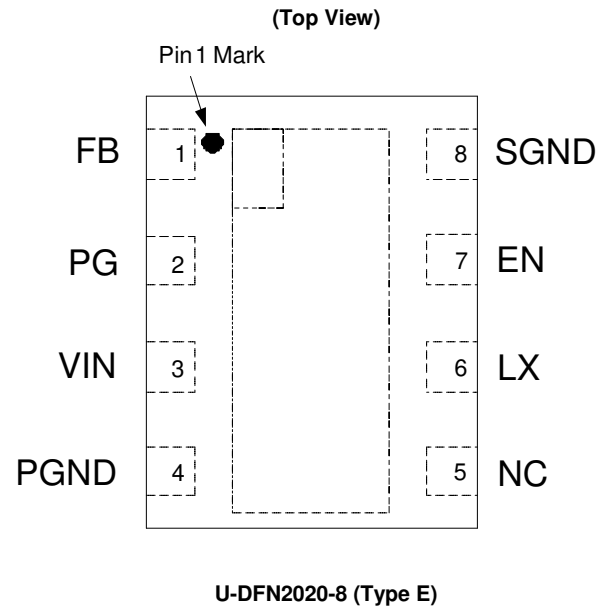 (Top View)
Pin 1 Mark
FB 1 8 SGND
PG 2 7 EN
VIN 3 6 LX
PGND 4 5 NC
U-DFN2020-8 (Type E)